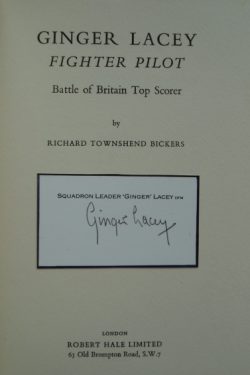 GINGER LACEY
FIGHTER PILOT
Battle of Britain Top Scorer
by
RICHARD TOWNSHEND BICKERS
SQUADRON LEADER 'GINGER' LACEY DFM
Ginger Lacey.
LONDON
ROBERT HALE LIMITED
63 Old Brompton Road, S.W.7